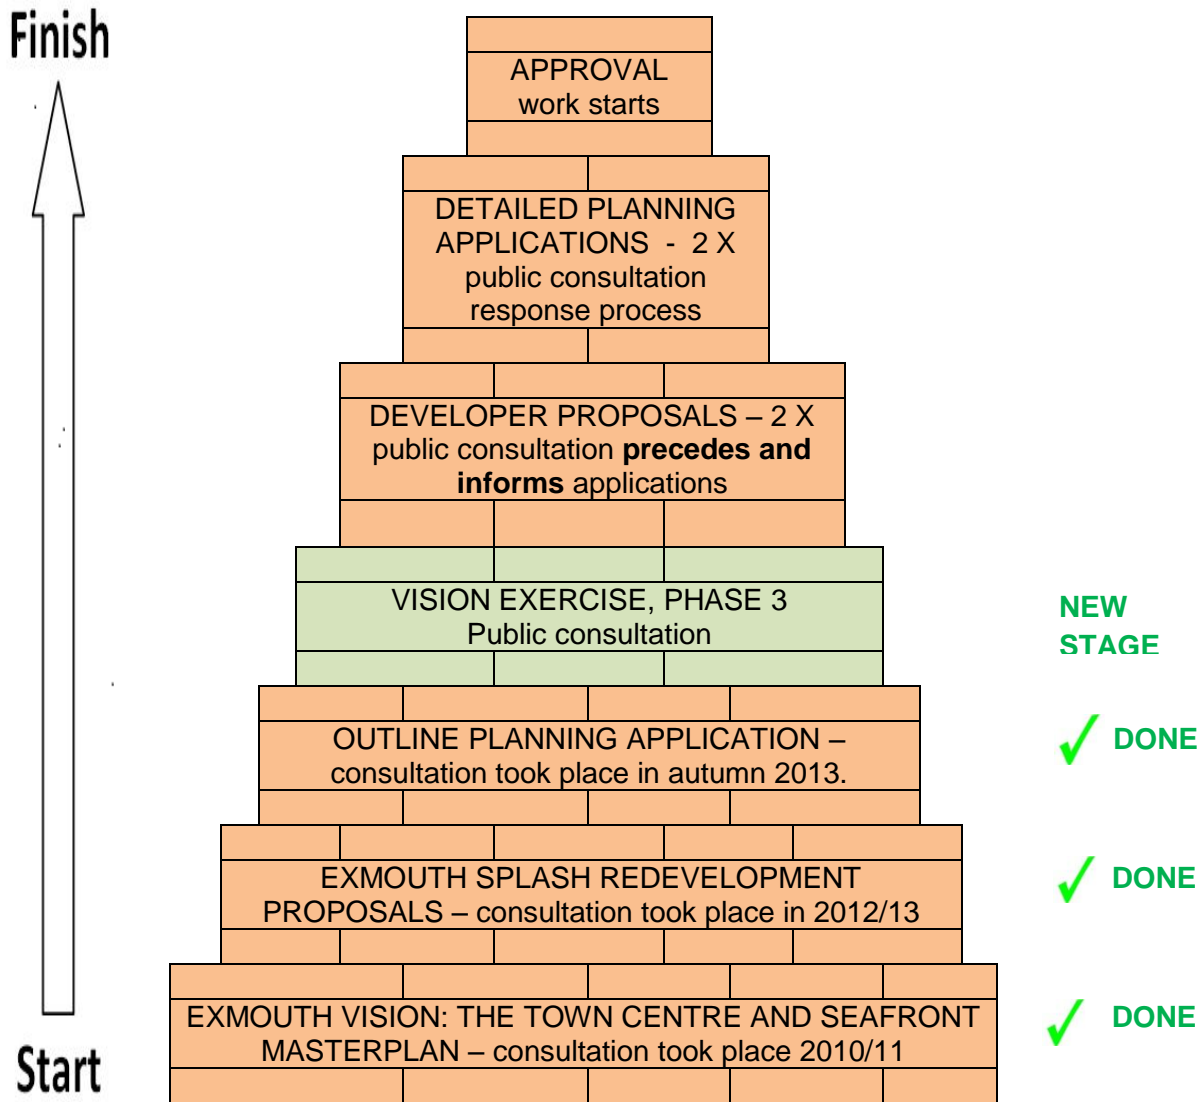 Finish
APPROVAL
work starts
DETAILED PLANNING
APPLICATIONS - 2 X
public consultation
response process
DEVELOPER PROPOSALS – 2 X
public consultation precedes and
informs applications
VISION EXERCISE, PHASE 3
Public consultation
NEW
STAGE
OUTLINE PLANNING APPLICATION –
consultation took place in autumn 2013.
DONE
EXMOUTH SPLASH REDEVELOPMENT
PROPOSALS – consultation took place in 2012/13
DONE
EXMOUTH VISION: THE TOWN CENTRE AND SEAFRONT
MASTERPLAN – consultation took place 2010/11
DONE
Start